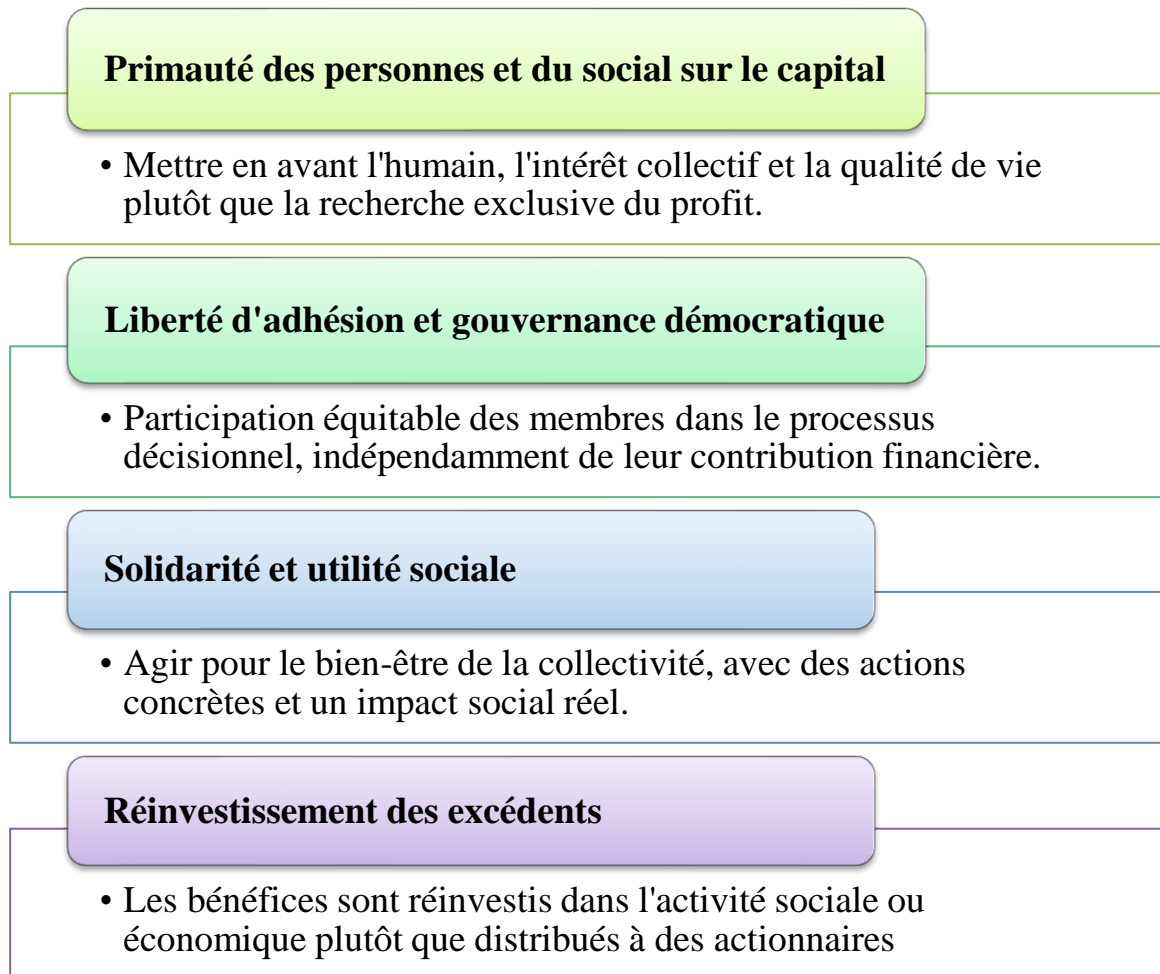 Primauté des personnes et du social sur le capital
• Mettre en avant l'humain, l'intérêt collectif et la qualité de vie
plutôt que la recherche exclusive du profit.
Liberté d'adhésion et gouvernance démocratique
• Participation équitable des membres dans le processus
décisionnel, indépendamment de leur contribution financière.
Solidarité et utilité sociale
• Agir pour le bien-être de la collectivité, avec des actions
concrètes et un impact social réel.
Réinvestissement des excédents
• Les bénéfices sont réinvestis dans l'activité sociale ou
économique plutôt que distribués à des actionnaires